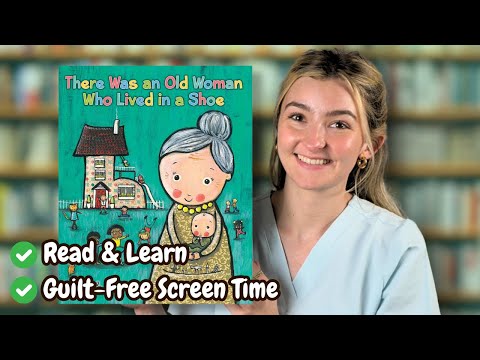 There Was an Old Woman
Who Lived in a Shoe
Read & Learn
Guilt-Free Screen Time